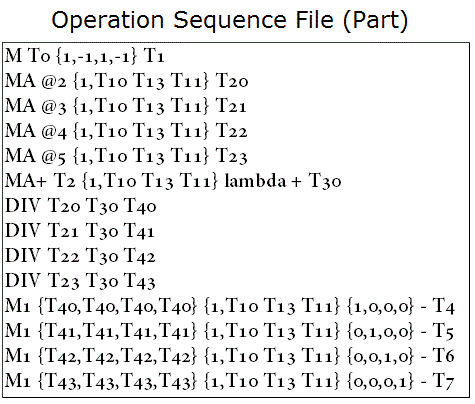 Operation Sequence File (Part)
M T0 {1,-1,1,-1} T1
MA @2 {1,T10 T13 T11} T20
MA @3 {1,T10 T13 T11} T21
MA @4 {1,T10 T13 T11} T22
MA @5 {1,T10 T13 T11} T23
MA+ T2 {1,T10 T13 T11} lambda + T30
DIV T20 T30 T40
DIV T21 T30 T41
DIV T22 T30 T42
DIV T23 T30 T43
M1 {T40,T40,T40,T40} {1,T10 T13 T11} {1,0,0,0} - T4
M1 {T41,T41,T41,T41} {1,T10 T13 T11} {0,1,0,0} - T5
M1 {T42,T42,T42,T42} {1,T10 T13 T11} {0,0,1,0} - T6
M1 {T43,T43,T43,T43} {1,T10 T13 T11} {0,0,0,1} - T7